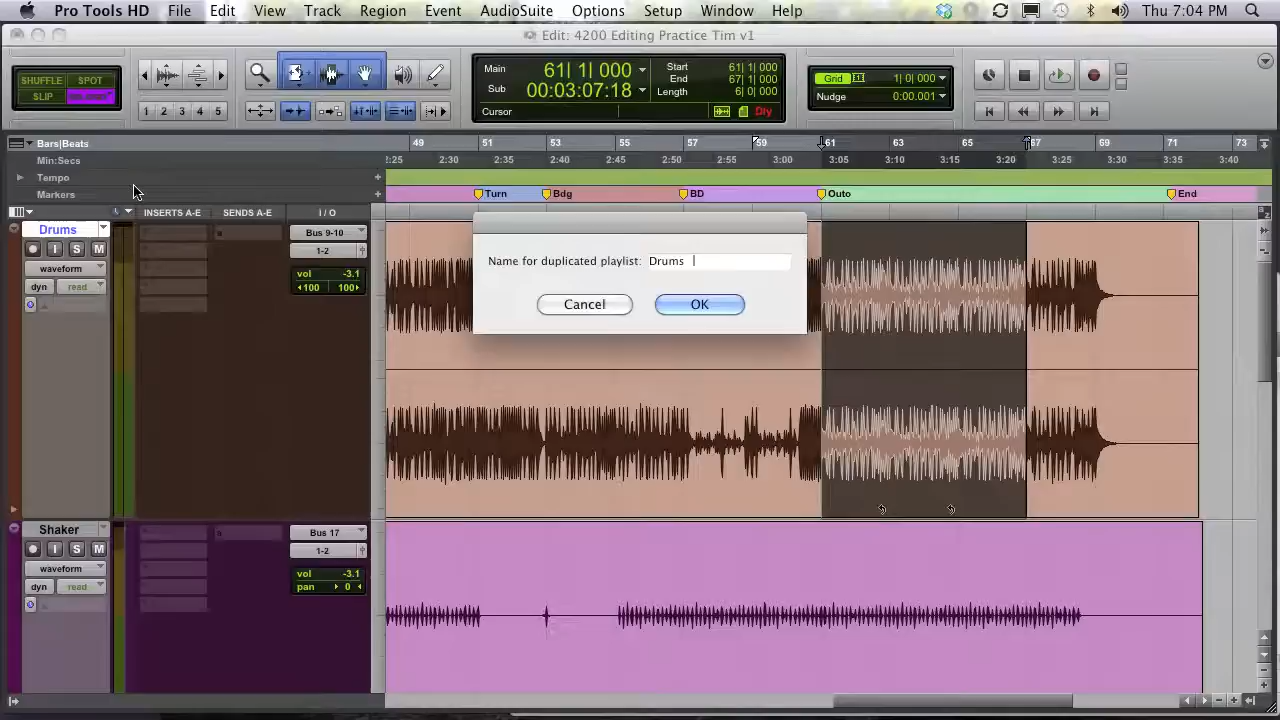 Pro Tools HD File Edit View Track Region Event AudioSuite Options Setup Window Help Thu 7:04 PM
Edit: 4200 Editing Practice Tim v1
SHUFFLE SPOT
SLIP
Main 61| 1| 000
Sub 00:03:07:18
Cursor
Start 61| 1| 000
End 67| 1| 000
Length 6| 0| 000
Dly
Grid 1| 0| 000
Nudge 0:00.001
1 2 3 4 5
Bars|Beats 49 51 53 55 57 59 61 63 65 67 69 71 73
Min:Secs 2:25 2:30 2:35 2:40 2:45 2:50 2:55 3:00 3:05 3:10 3:15 3:20 3:25 3:30 3:35 3:40
Tempo
Markers Turn Bdg BD Outo End
INSERTS A-E SENDS A-E I / O
Drums
I S M
waveform
dyn read
a
Bus 9-10
1-2
vol -3.1
100 100
Name for duplicated playlist: Drums
Cancel OK
Shaker
I S M
waveform
dyn read
a
Bus 17
1-2
vol -3.1
pan 0